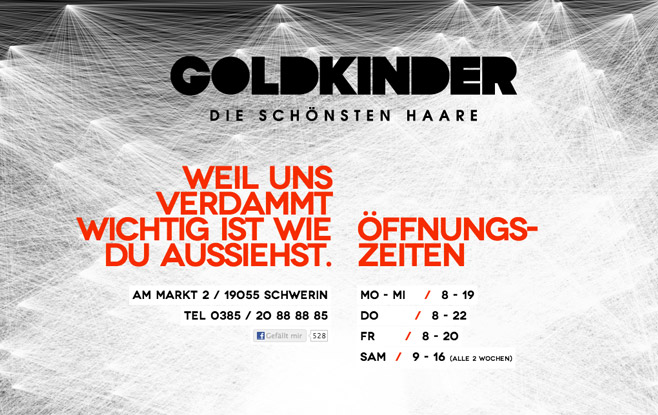 GOLDKINDER
DIE SCHÖNSTEN HAARE
WEIL UNS
VERDAMMT
WICHTIG IST WIE
DU AUSSIEHST.
AM MARKT 2 / 19055 SCHWERIN
TEL 0385 / 20 88 88 85
Gefällt mir 528
ÖFFNUNGS-
ZEITEN
MO - MI / 8 - 19
DO / 8 - 22
FR / 8 - 20
SAM / 9 - 16 (ALLE 2 WOCHEN)